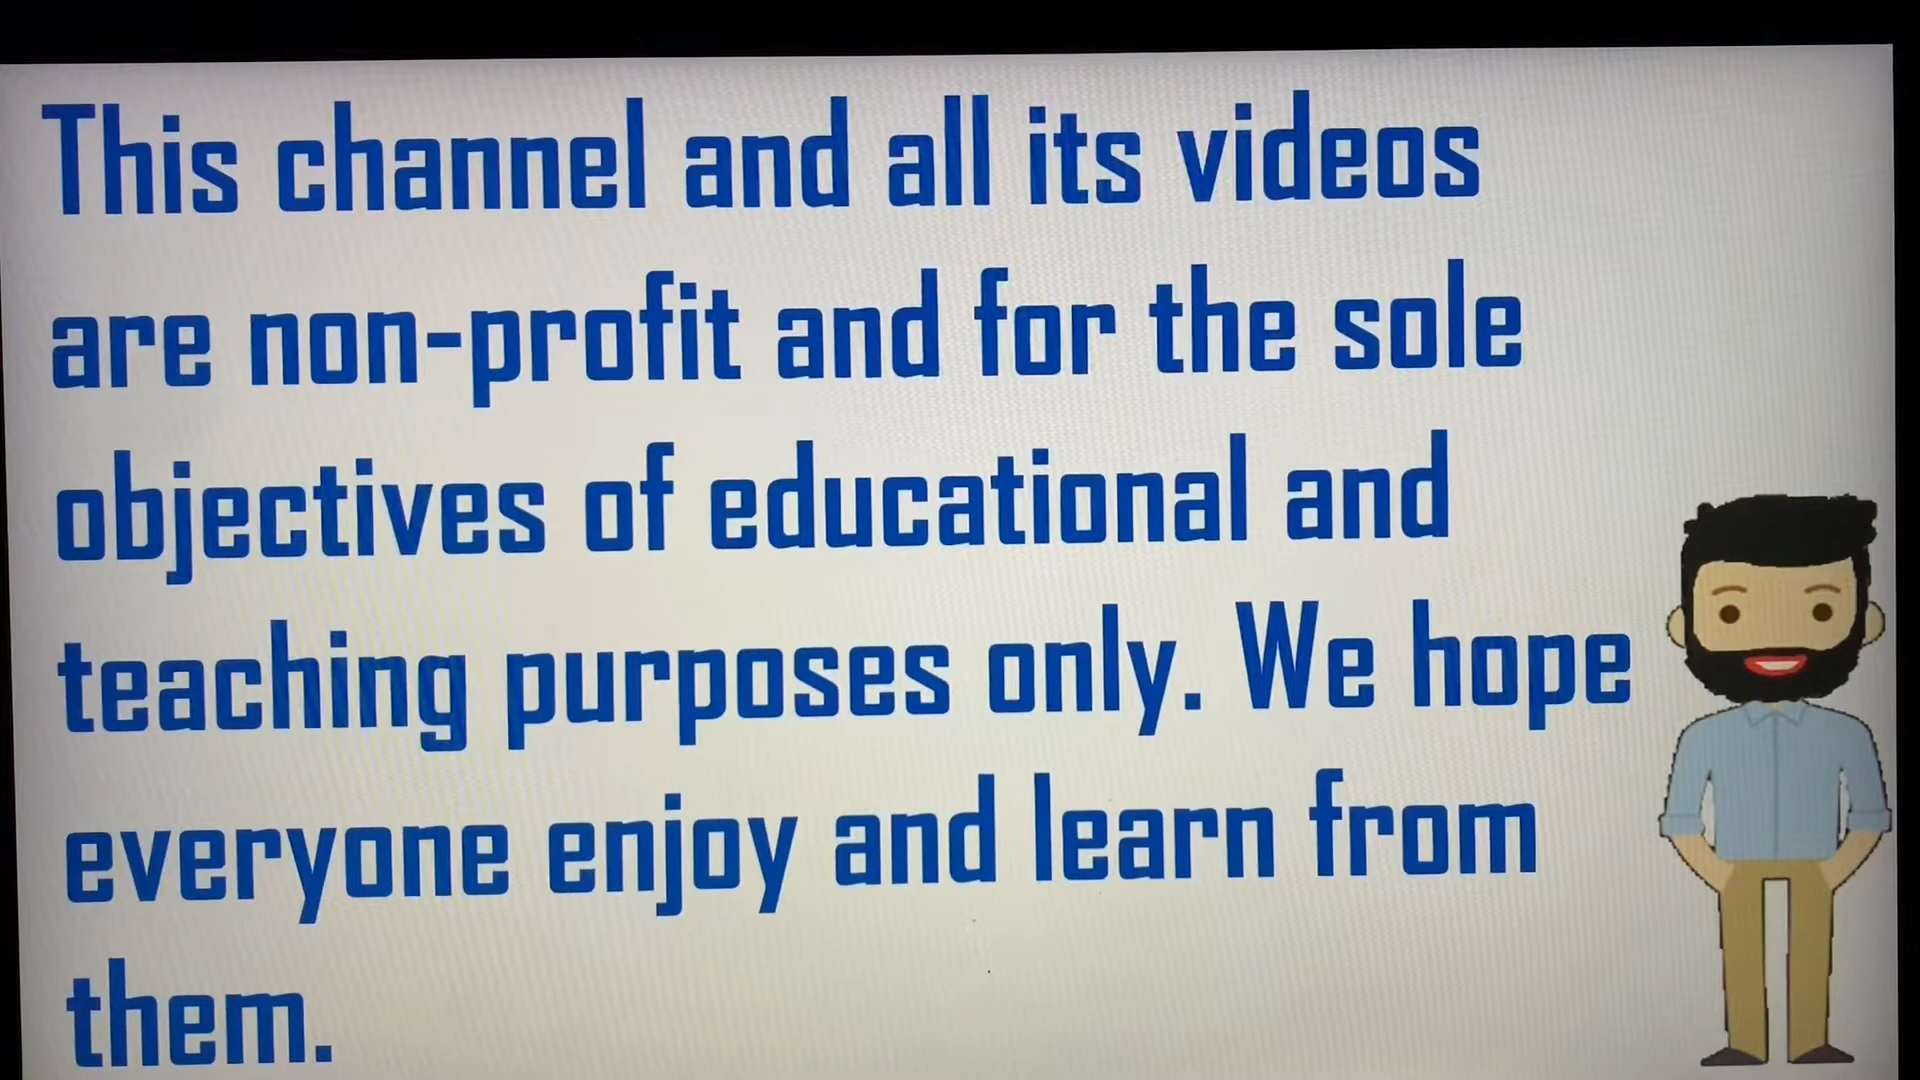 This channel and all its videos
are non-profit and for the sole
objectives of educational and
teaching purposes only. We hope
everyone enjoy and learn from
them.